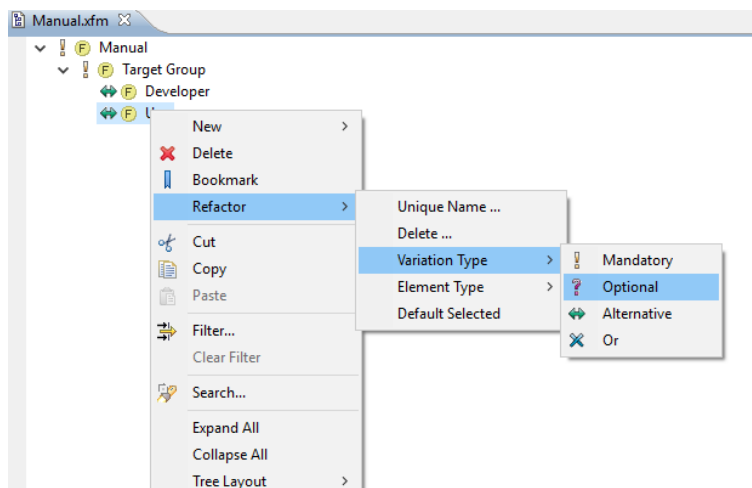 Manual.xfm
F Manual
F Target Group
F Developer
F
New
Delete
Bookmark
Refactor
Cut
Copy
Paste
Filter...
Clear Filter
Search...
Expand All
Collapse All
Tree Layout
Unique Name ...
Delete ...
Variation Type
Element Type
Default Selected
Mandatory
Optional
Alternative
Or